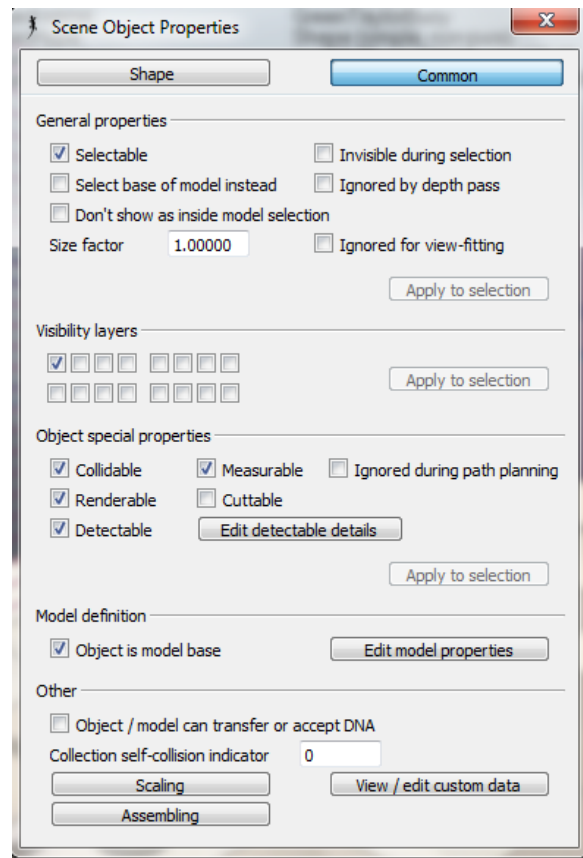 Scene Object Properties
Shape Common
General properties
Selectable Invisible during selection
Select base of model instead Ignored by depth pass
Don't show as inside model selection
Size factor 1.00000 Ignored for view-fitting
Apply to selection
Visibility layers
Apply to selection
Object special properties
Collidable Measurable Ignored during path planning
Renderable Cuttable
Detectable Edit detectable details
Apply to selection
Model definition
Object is model base Edit model properties
Other
Object / model can transfer or accept DNA
Collection self-collision indicator 0
Scaling View / edit custom data
Assembling